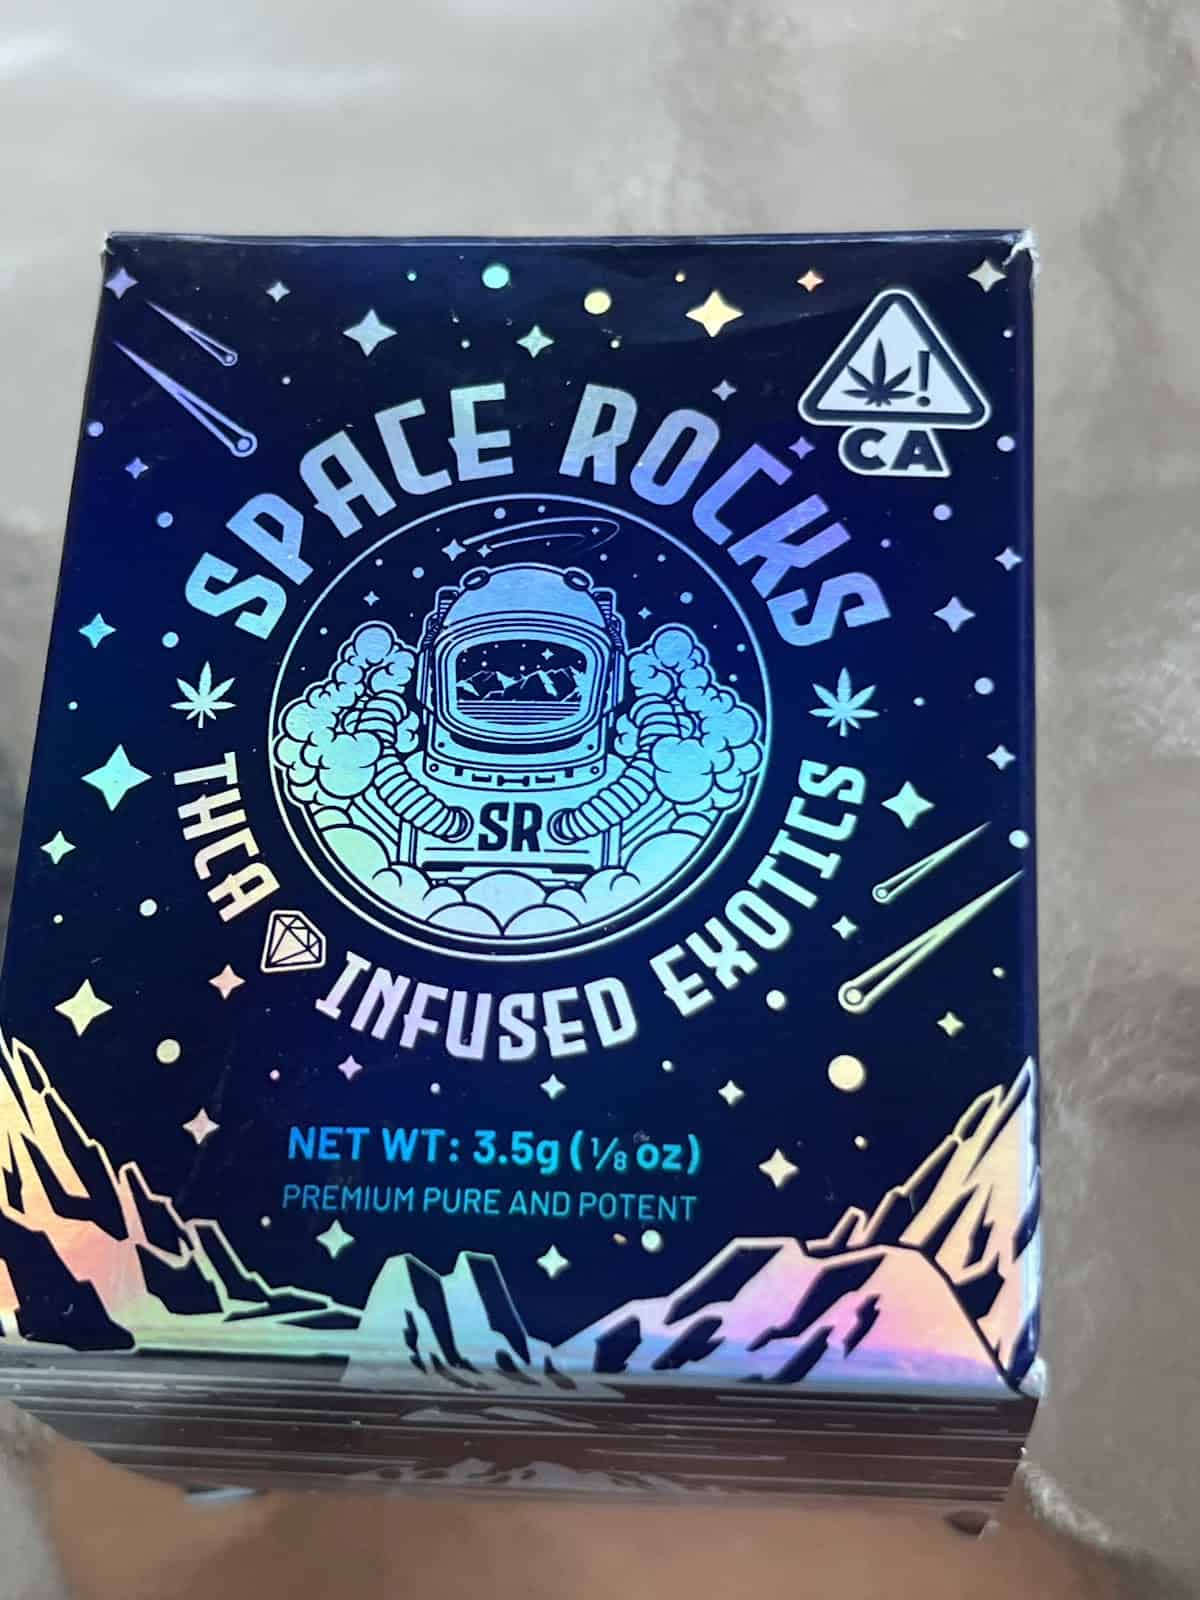 CA
SPACE ROCKS
SR
THCA INFUSED EXOTICS
NET WT: 3.5g (⅛ oz)
PREMIUM PURE AND POTENT